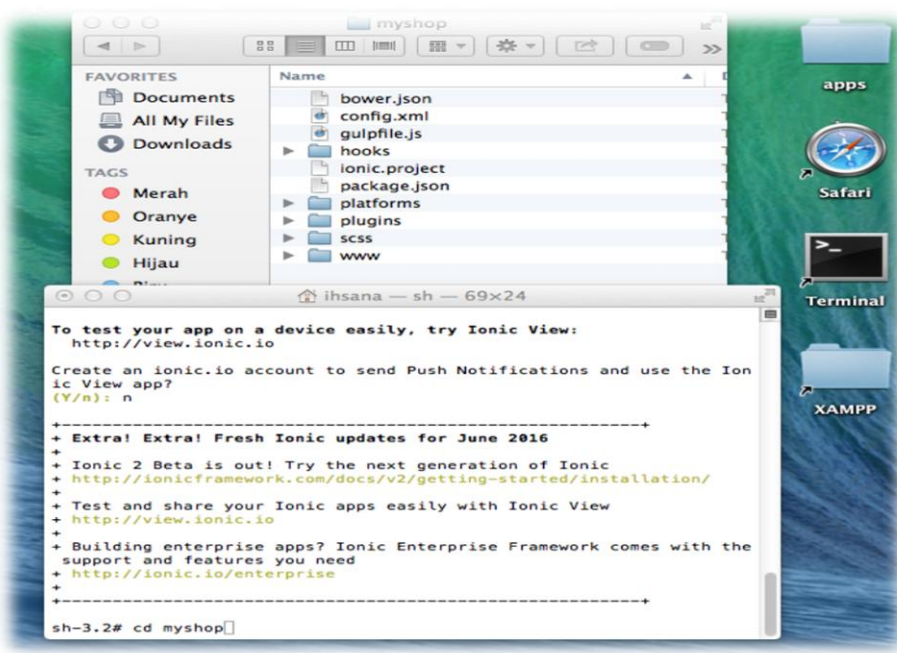 myshop
FAVORITES
Documents
All My Files
Downloads
TAGS
Merah
Oranye
Kuning
Hijau
Name
bower.json
config.xml
gulpfile.js
hooks
ionic.project
package.json
platforms
plugins
scss
www
apps
Safari
Terminal
XAMPP
ihsana — sh — 69×24
To test your app on a device easily, try Ionic View:
http://view.ionic.io
Create an ionic.io account to send Push Notifications and use the Ion
ic View app?
(Y/n): n
+-----------------------------------------------------------------+
+ Extra! Extra! Fresh Ionic updates for June 2016
+
+ Ionic 2 Beta is out! Try the next generation of Ionic
+ http://ionicframework.com/docs/v2/getting-started/installation/
+
+ Test and share your Ionic apps easily with Ionic View
+ http://view.ionic.io
+
+ Building enterprise apps? Ionic Enterprise Framework comes with the
support and features you need
+ http://ionic.io/enterprise
+
+-----------------------------------------------------------------+
sh-3.2# cd myshop